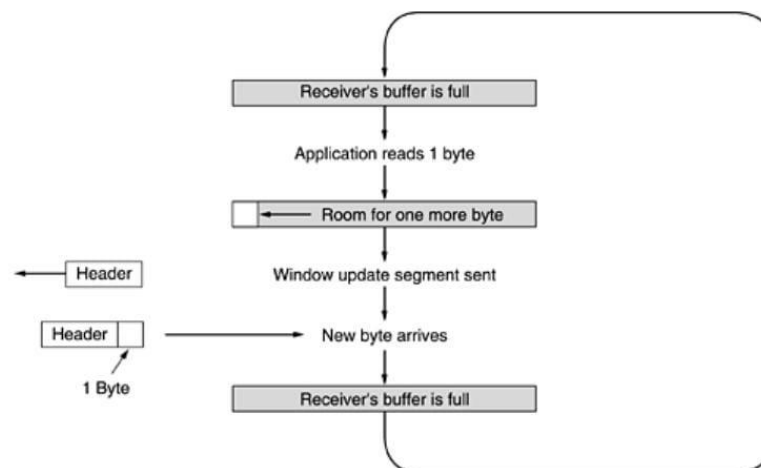 Receiver's buffer is full
Application reads 1 byte
Room for one more byte
Window update segment sent
Header
Header
New byte arrives
1 Byte
Receiver's buffer is full